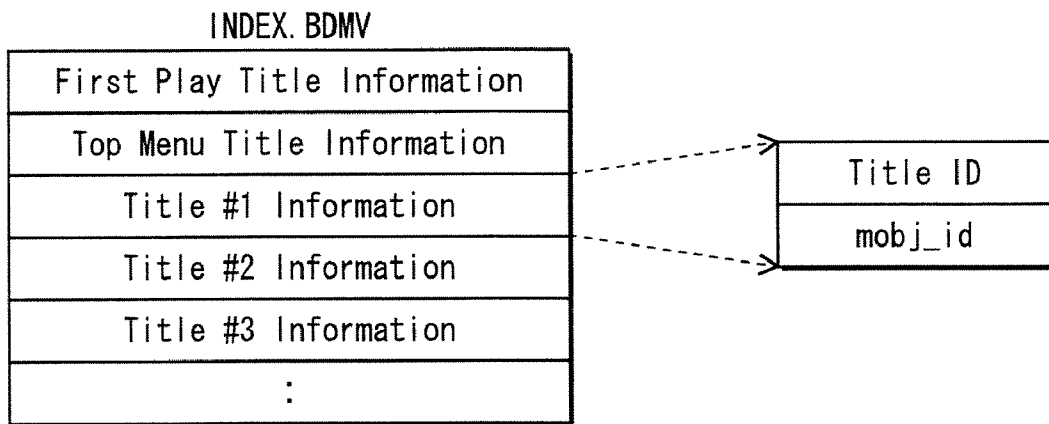 INDEX. BDMV
First Play Title Information
Top Menu Title Information
Title #1 Information
Title #2 Information
Title #3 Information
:
Title ID
mobj_id